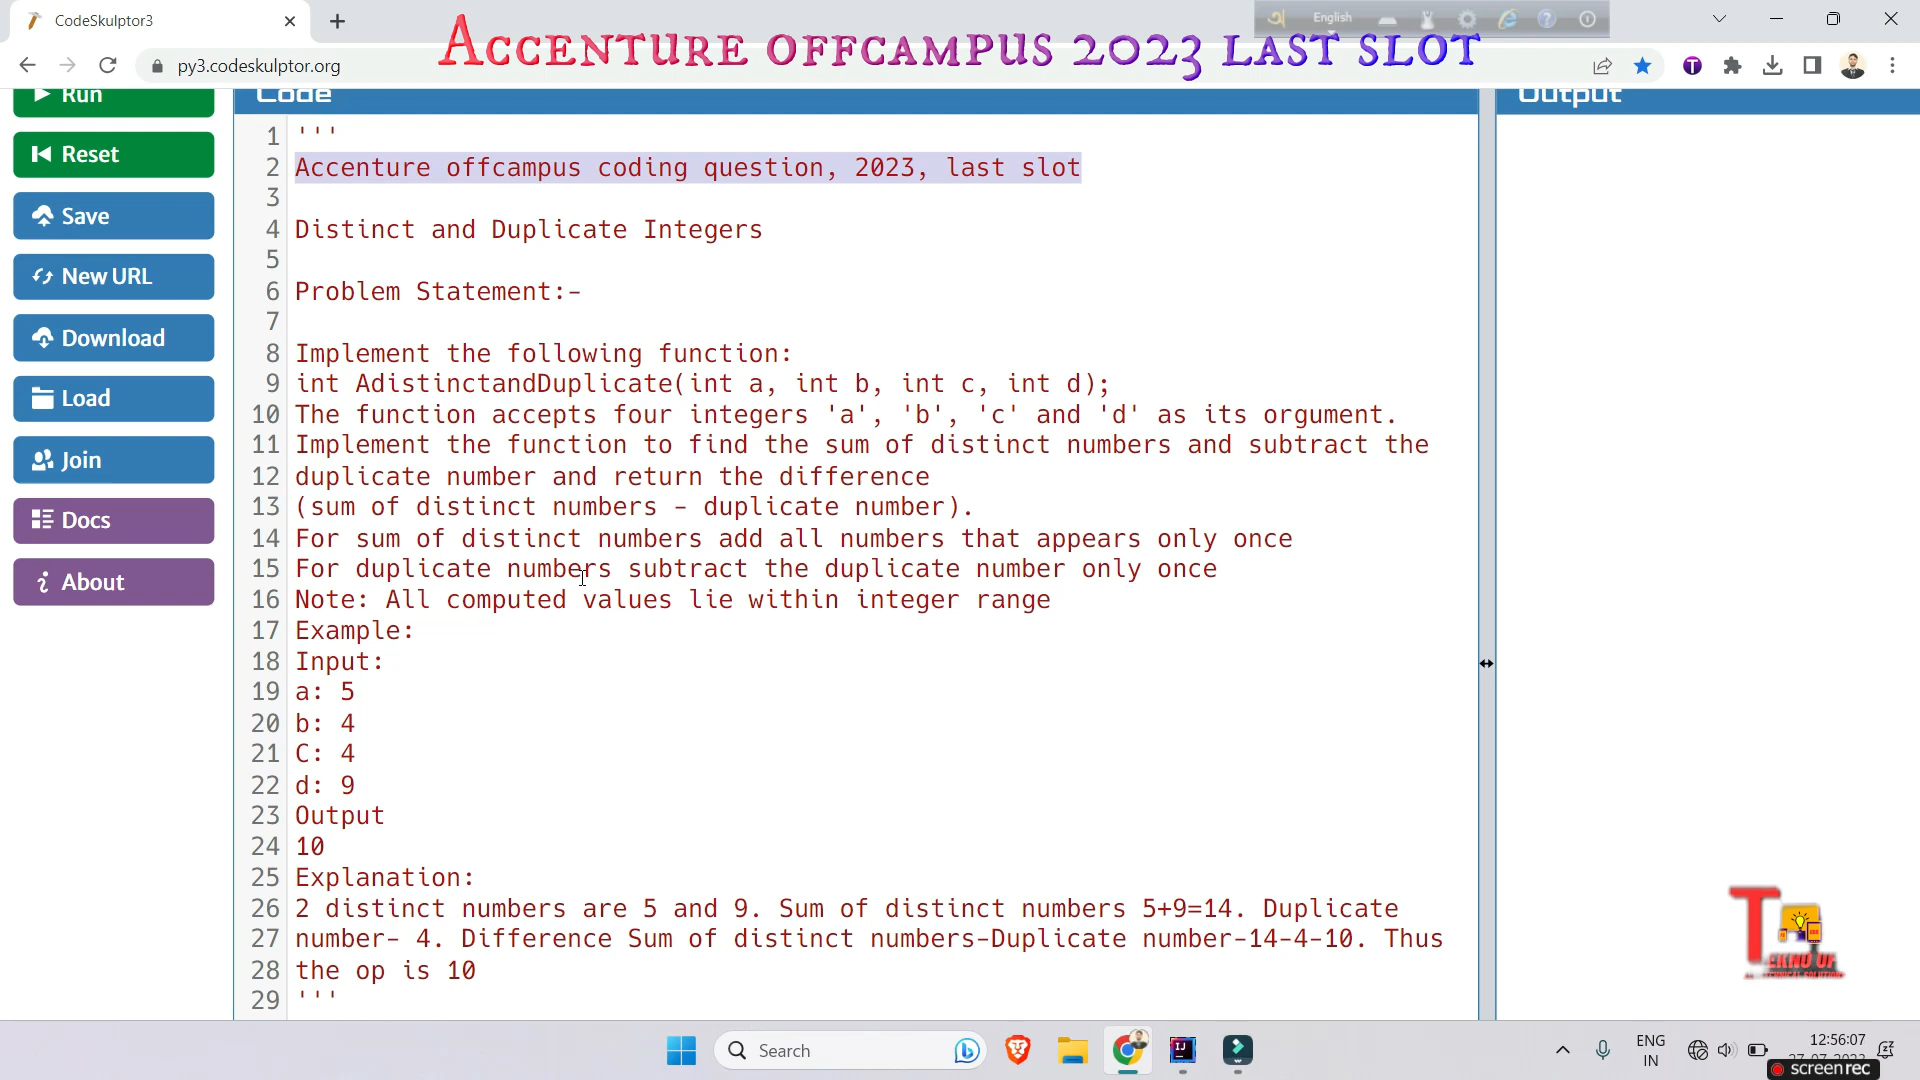 CodeSkulptor3
English
Accenture offcampus 2023 last slot
py3.codeskulptor.org
Run
Reset
Save
New URL
Download
Load
Join
Docs
About
Code
Output
1 '''
2 Accenture offcampus coding question, 2023, last slot
3
4 Distinct and Duplicate Integers
5
6 Problem Statement:-
7
8 Implement the following function:
9 int AdistinctandDuplicate(int a, int b, int c, int d);
10 The function accepts four integers 'a', 'b', 'c' and 'd' as its orgument.
11 Implement the function to find the sum of distinct numbers and subtract the
12 duplicate number and return the difference
13 (sum of distinct numbers - duplicate number).
14 For sum of distinct numbers add all numbers that appears only once
15 For duplicate numbers subtract the duplicate number only once
16 Note: All computed values lie within integer range
17 Example:
18 Input:
19 a: 5
20 b: 4
21 C: 4
22 d: 9
23 Output
24 10
25 Explanation:
26 2 distinct numbers are 5 and 9. Sum of distinct numbers 5+9=14. Duplicate
27 number- 4. Difference Sum of distinct numbers-Duplicate number-14-4-10. Thus
28 the op is 10
29 '''
Search
ENG
IN
12:56:07
screenrec